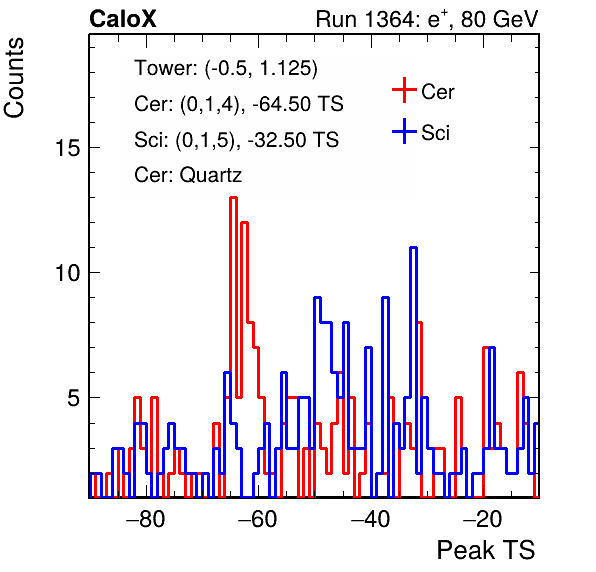 CaloX Run 1364: e⁺, 80 GeV
Counts
Tower: (-0.5, 1.125)
Cer: (0,1,4), -64.50 TS
Sci: (0,1,5), -32.50 TS
Cer: Quartz
Cer
Sci
15
10
5
−80 −60 −40 −20
Peak TS